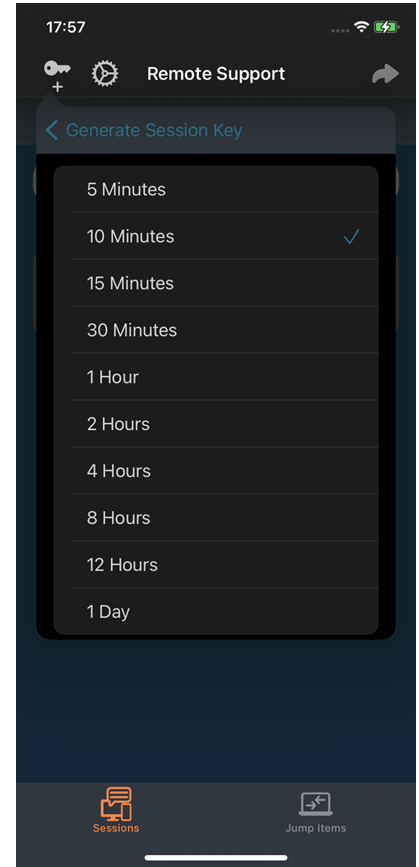 17:57
Remote Support
Generate Session Key
5 Minutes
10 Minutes
15 Minutes
30 Minutes
1 Hour
2 Hours
4 Hours
8 Hours
12 Hours
1 Day
Sessions
Jump Items